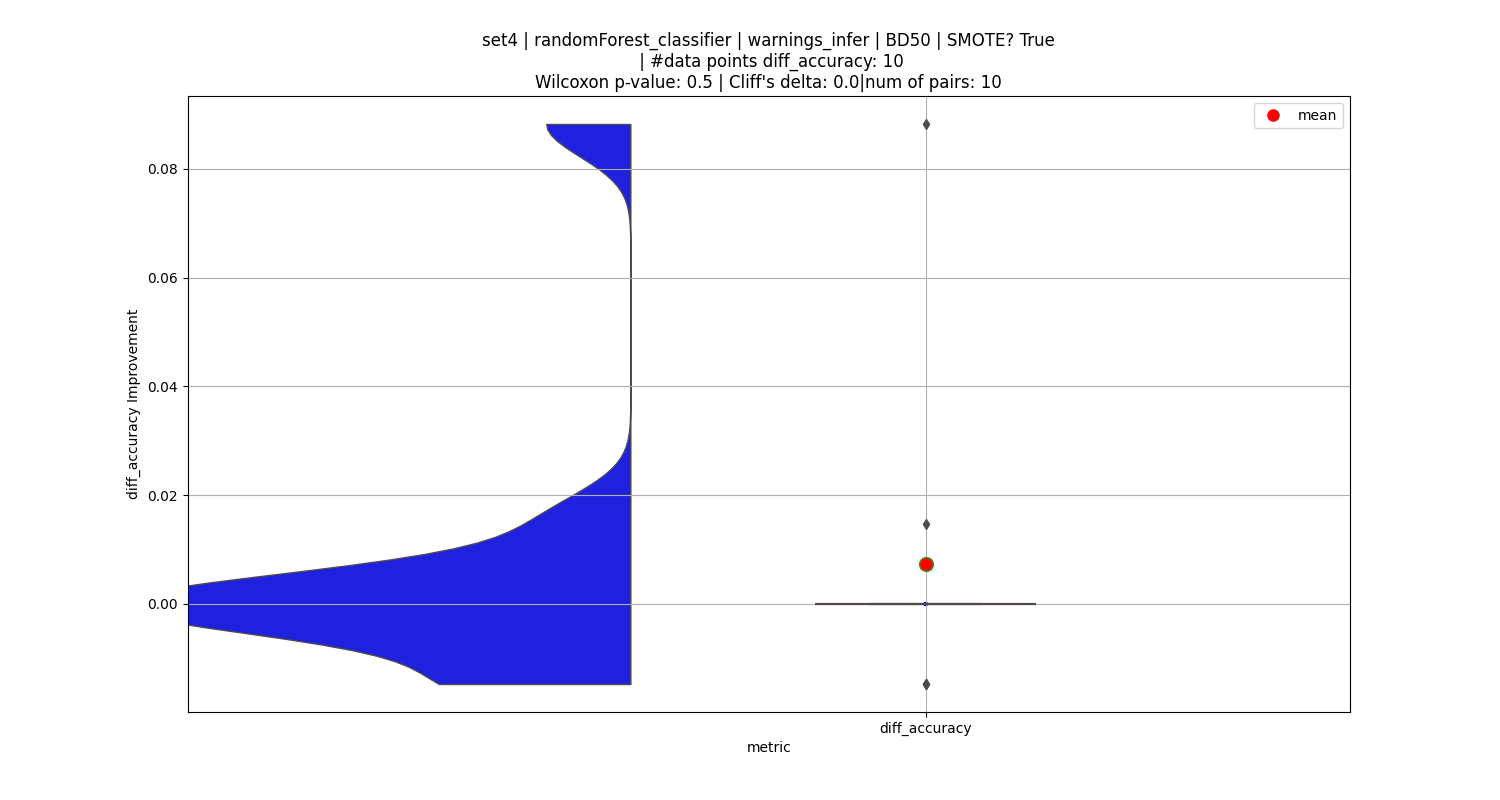 set4 | randomForest_classifier | warnings_infer | BD50 | SMOTE? True
| #data points diff_accuracy: 10
Wilcoxon p-value: 0.5 | Cliff's delta: 0.0|num of pairs: 10
mean
0.08
0.06
0.04
0.02
0.00
diff_accuracy Improvement
diff_accuracy
metric